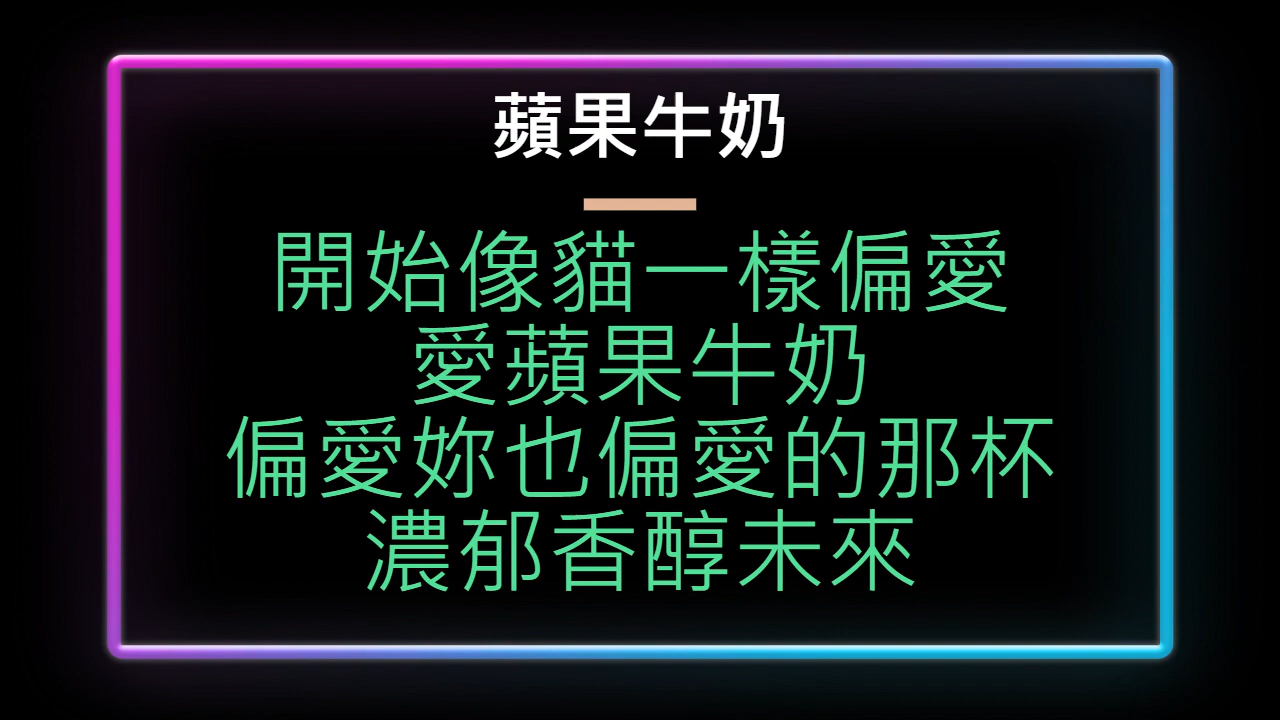 蘋果牛奶
開始像貓一樣偏愛
愛蘋果牛奶
偏愛妳也偏愛的那杯
濃郁香醇未來